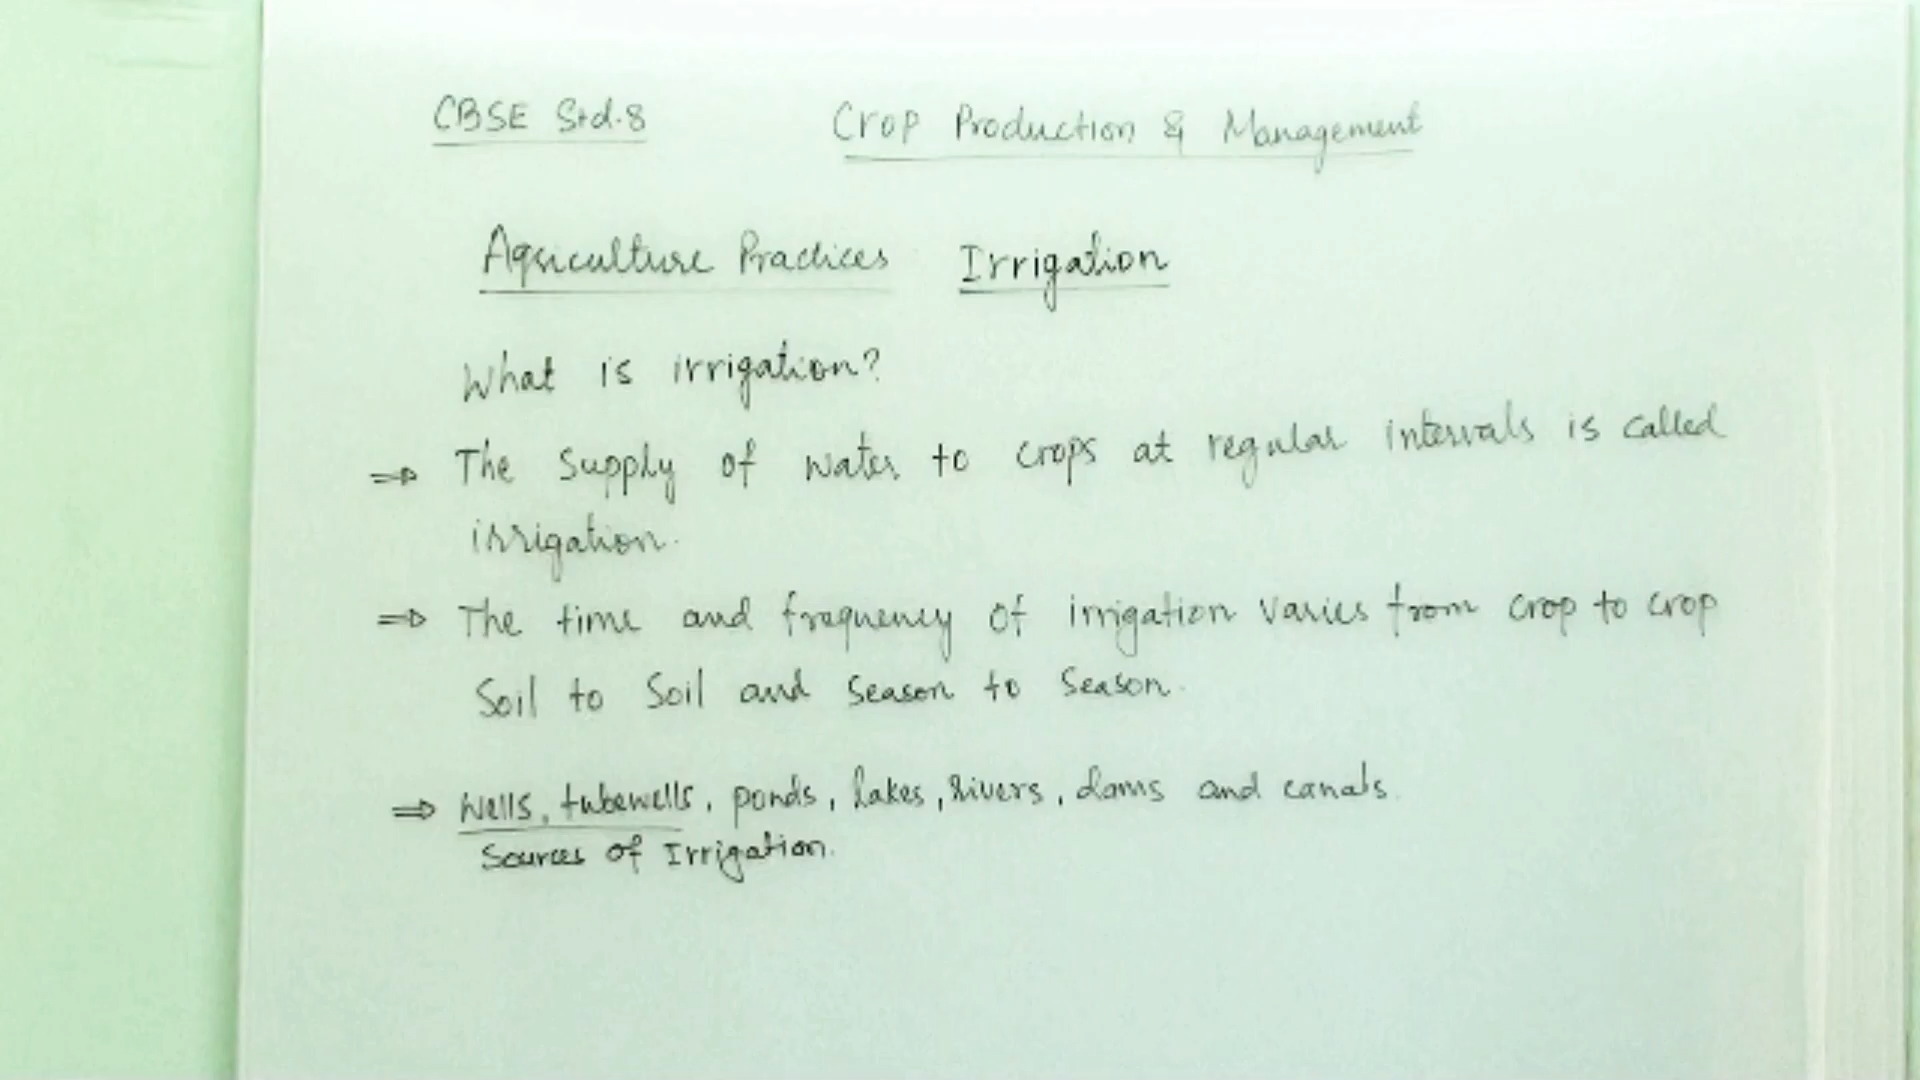 CBSE Std.8 Crop Production & Management
Agriculture Practices Irrigation
What is irrigation?
⇒ The supply of water to crops at regular intervals is called
irrigation.
⇒ The time and frequency of irrigation varies from crop to crop
Soil to Soil and Season to Season.
⇒ Wells, tubewells, ponds, lakes, rivers, dams and canals.
Sources of Irrigation.